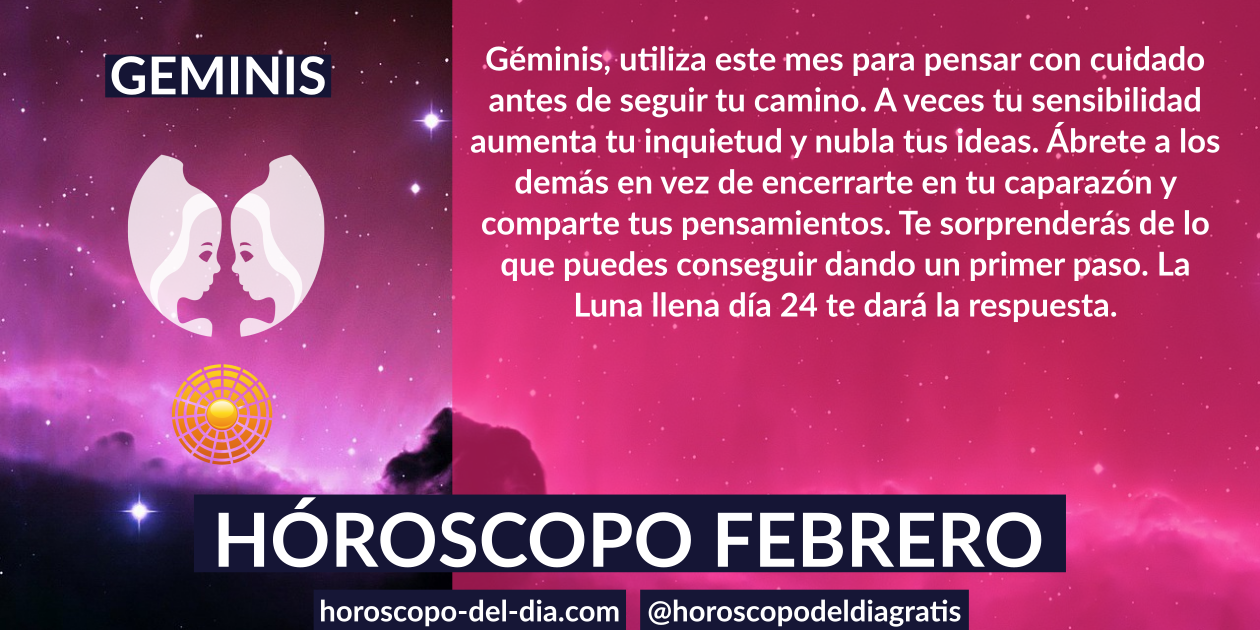 GEMINIS
Géminis, utiliza este mes para pensar con cuidado
antes de seguir tu camino. A veces tu sensibilidad
aumenta tu inquietud y nubla tus ideas. Ábrete a los
demás en vez de encerrarte en tu caparazón y
comparte tus pensamientos. Te sorprenderás de lo
que puedes conseguir dando un primer paso. La
Luna llena día 24 te dará la respuesta.
HÓROSCOPO FEBRERO
horoscopo-del-dia.com
@horoscopodeldiagratis